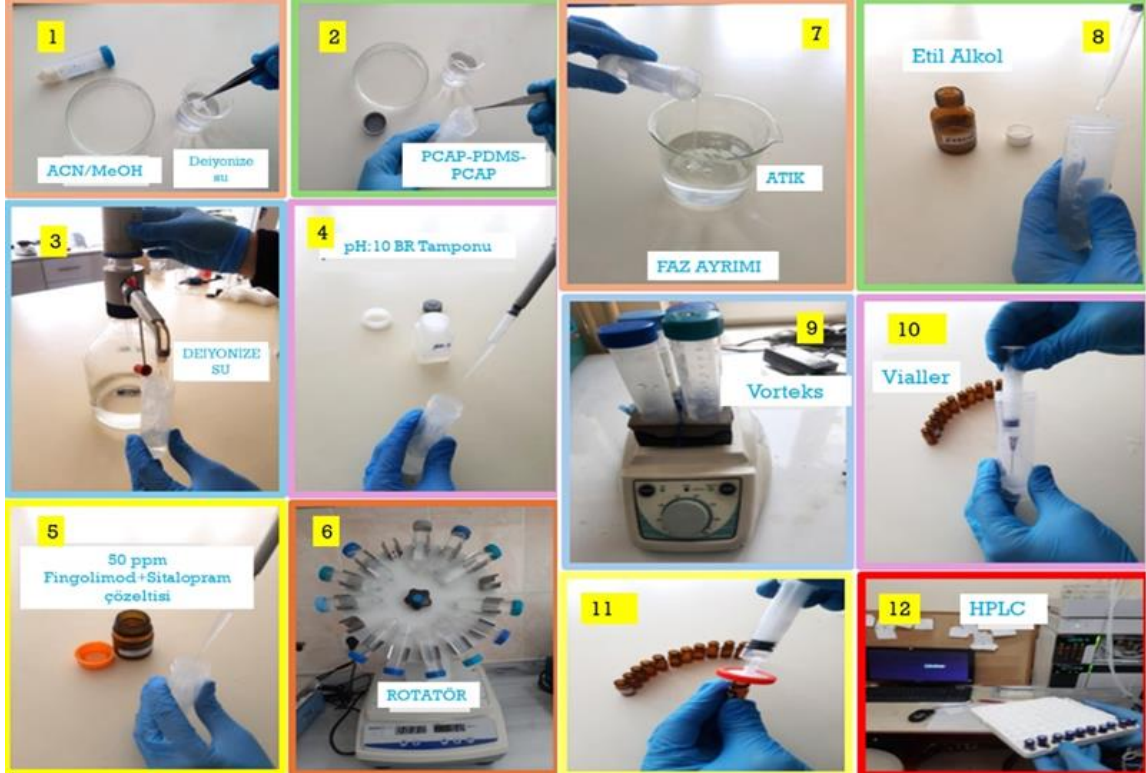 1
ACN/MeOH
Deiyonize
su
2
PCAP-PDMS-
PCAP
3
DEIYONIZE
SU
4
pH:10 BR Tamponu
5
50 ppm
Fingolimod+Sitalopram
çözeltisi
6
ROTATÖR
7
ATIK
FAZ AYRIMI
8
Etil Alkol
9
Vorteks
10
Vialler
11
12
HPLC